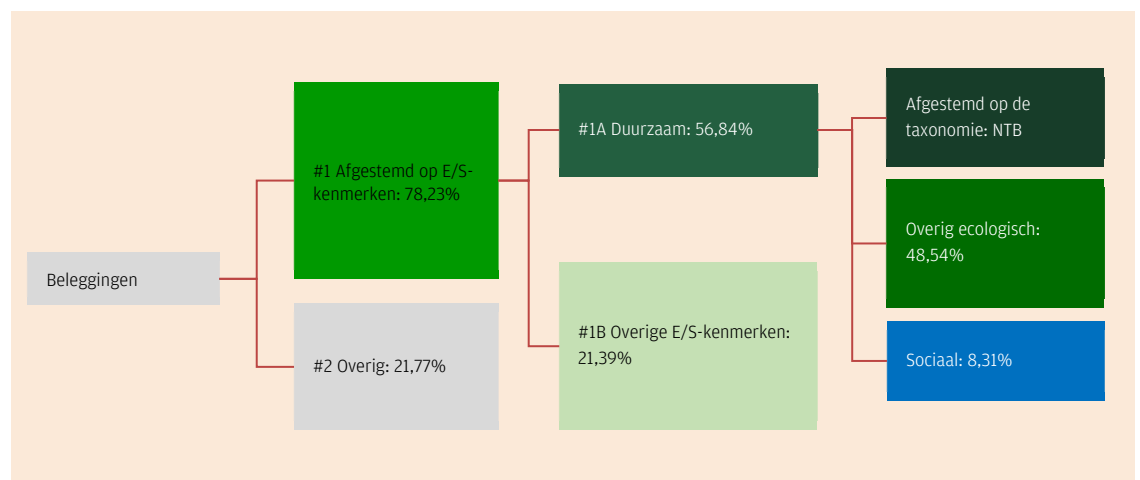 Beleggingen
#1 Afgestemd op E/S-
kenmerken: 78,23%
#2 Overig: 21,77%
#1A Duurzaam: 56,84%
#1B Overige E/S-kenmerken:
21,39%
Afgestemd op de
taxonomie: NTB
Overig ecologisch:
48,54%
Sociaal: 8,31%